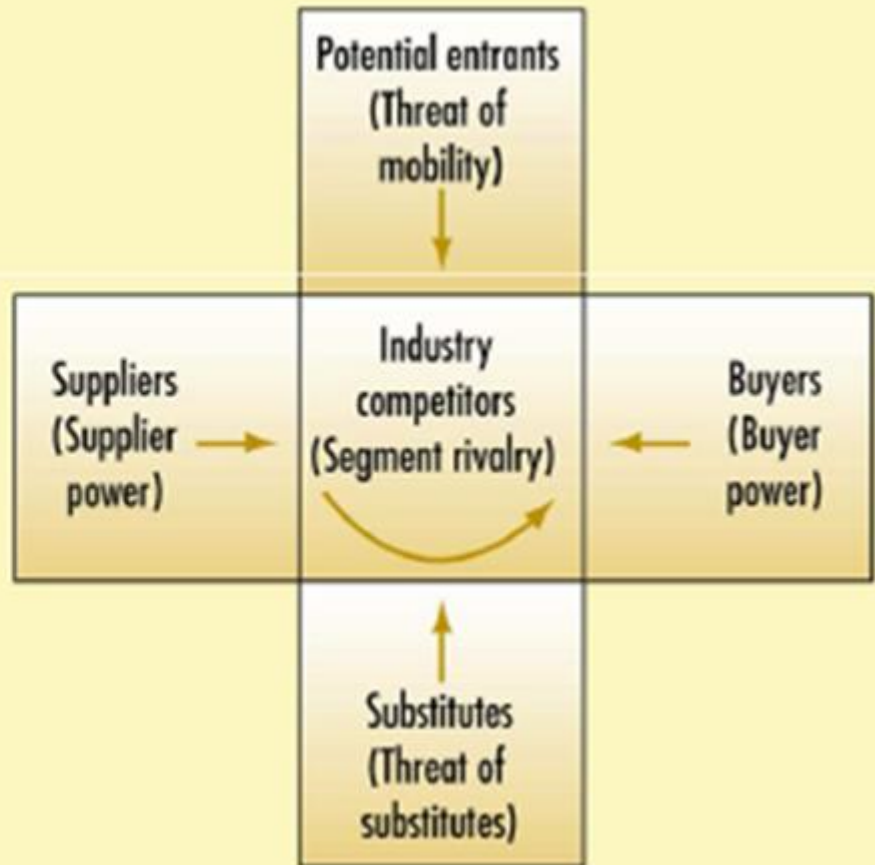 Potential entrants
(Threat of
mobility)
Suppliers
(Supplier
power)
Industry
competitors
(Segment rivalry)
Buyers
(Buyer
power)
Substitutes
(Threat of
substitutes)